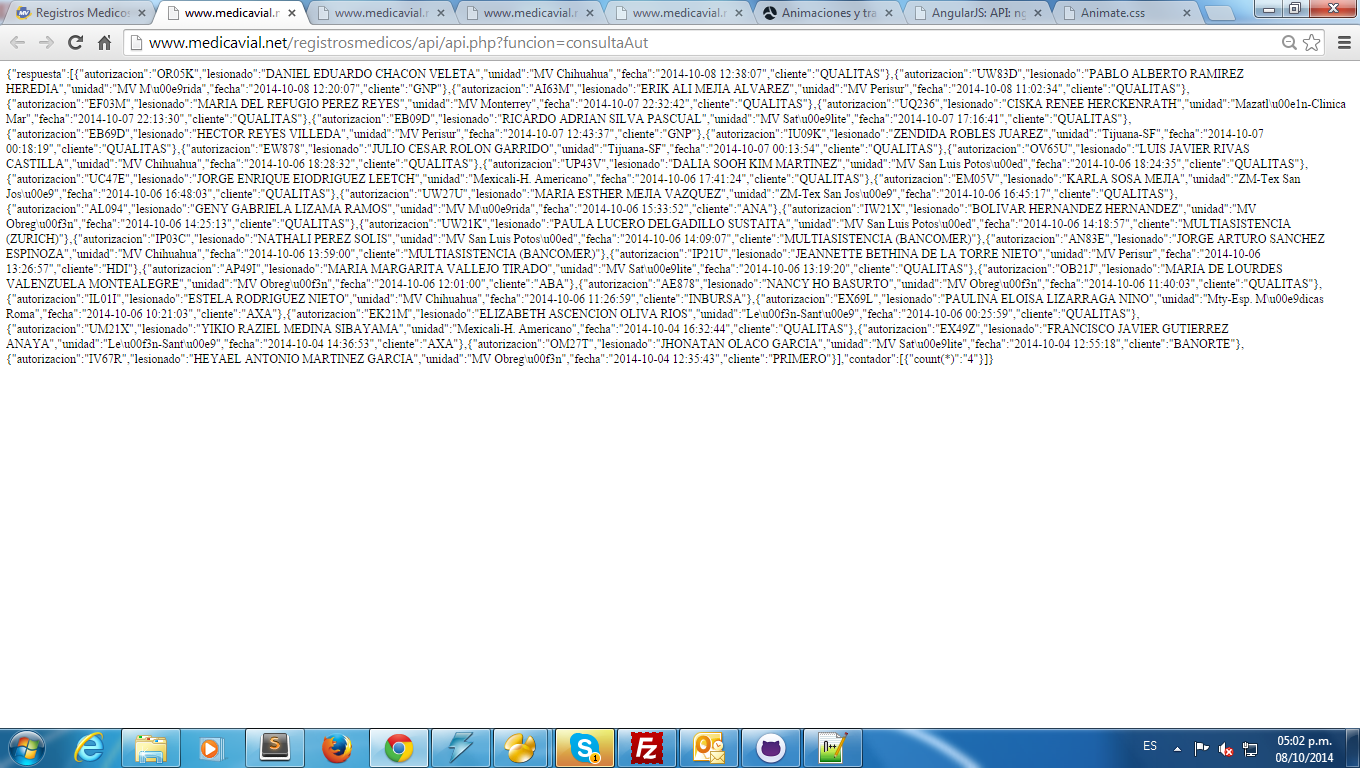 Registros Medicos
www.medicavial.net
www.medicavial.r
www.medicavial.r
www.medicavial.r
Animaciones y tra
AngularJS: API: ng
Animate.css
www.medicavial.net/registrosmedicos/api/api.php?funcion=consultaAut
{"respuesta":[{"autorizacion":"OR05K","lesionado":"DANIEL EDUARDO CHACON VELETA","unidad":"MV Chihuahua","fecha":"2014-10-08 12:38:07","cliente":"QUALITAS"},{"autorizacion":"UW83D","lesionado":"PABLO ALBERTO RAMIREZ
HEREDIA","unidad":"MV M\u00e9rida","fecha":"2014-10-08 12:20:07","cliente":"GNP"},{"autorizacion":"AI63M","lesionado":"ERIK ALI MEJIA ALVAREZ","unidad":"MV Perisur","fecha":"2014-10-08 11:02:34","cliente":"QUALITAS"},
{"autorizacion":"EF03M","lesionado":"MARIA DEL REFUGIO PEREZ REYES","unidad":"MV Monterrey","fecha":"2014-10-07 22:32:42","cliente":"QUALITAS"},{"autorizacion":"UQ236","lesionado":"CISKA RENEE HERCKENRATH","unidad":"Mazatl\u00e1n-Clinica
Mar","fecha":"2014-10-07 22:13:30","cliente":"QUALITAS"},{"autorizacion":"EB09D","lesionado":"RICARDO ADRIAN SILVA PASCUAL","unidad":"MV Sat\u00e9lite","fecha":"2014-10-07 17:16:41","cliente":"QUALITAS"},
{"autorizacion":"EB69D","lesionado":"HECTOR REYES VILLEDA","unidad":"MV Perisur","fecha":"2014-10-07 12:43:37","cliente":"GNP"},{"autorizacion":"IU09K","lesionado":"ZENDIDA ROBLES JUAREZ","unidad":"Tijuana-SF","fecha":"2014-10-07
00:18:19","cliente":"QUALITAS"},{"autorizacion":"EW878","lesionado":"JULIO CESAR ROLON GARRIDO","unidad":"Tijuana-SF","fecha":"2014-10-07 00:13:54","cliente":"QUALITAS"},{"autorizacion":"OV65U","lesionado":"LUIS JAVIER RIVAS
CASTILLA","unidad":"MV Chihuahua","fecha":"2014-10-06 18:28:32","cliente":"QUALITAS"},{"autorizacion":"UP43V","lesionado":"DALIA SOOH KIM MARTINEZ","unidad":"MV San Luis Potos\u00ed","fecha":"2014-10-06 18:24:35","cliente":"QUALITAS"},
{"autorizacion":"UC47E","lesionado":"JORGE ENRIQUE EIODRIGUEZ LEETCH","unidad":"Mexicali-H. Americano","fecha":"2014-10-06 17:41:24","cliente":"QUALITAS"},{"autorizacion":"EM05V","lesionado":"KARLA SOSA MEJIA","unidad":"ZM-Tex San
Jos\u00e9","fecha":"2014-10-06 16:48:03","cliente":"QUALITAS"},{"autorizacion":"UW27U","lesionado":"MARIA ESTHER MEJIA VAZQUEZ","unidad":"ZM-Tex San Jos\u00e9","fecha":"2014-10-06 16:45:17","cliente":"QUALITAS"},
{"autorizacion":"AL094","lesionado":"GENY GABRIELA LIZAMA RAMOS","unidad":"MV M\u00e9rida","fecha":"2014-10-06 15:33:52","cliente":"ANA"},{"autorizacion":"IW21X","lesionado":"BOLIVAR HERNANDEZ HERNANDEZ","unidad":"MV
Obreg\u00f3n","fecha":"2014-10-06 14:25:13","cliente":"QUALITAS"},{"autorizacion":"UW21K","lesionado":"PAULA LUCERO DELGADILLO SUSTAITA","unidad":"MV San Luis Potos\u00ed","fecha":"2014-10-06 14:18:57","cliente":"MULTIASISTENCIA
(ZURICH)"},{"autorizacion":"IP03C","lesionado":"NATHALI PEREZ SOLIS","unidad":"MV San Luis Potos\u00ed","fecha":"2014-10-06 14:09:07","cliente":"MULTIASISTENCIA (BANCOMER)"},{"autorizacion":"AN83E","lesionado":"JORGE ARTURO SANCHEZ
ESPINOZA","unidad":"MV Chihuahua","fecha":"2014-10-06 13:59:00","cliente":"MULTIASISTENCIA (BANCOMER)"},{"autorizacion":"IP21U","lesionado":"JEANNETTE BETHINA DE LA TORRE NIETO","unidad":"MV Perisur","fecha":"2014-10-06
13:26:57","cliente":"HDI"},{"autorizacion":"AP49I","lesionado":"MARIA MARGARITA VALLEJO TIRADO","unidad":"MV Sat\u00e9lite","fecha":"2014-10-06 13:19:20","cliente":"QUALITAS"},{"autorizacion":"OB21J","lesionado":"MARIA DE LOURDES
VALENZUELA MONTEALEGRE","unidad":"MV Obreg\u00f3n","fecha":"2014-10-06 12:01:00","cliente":"ABA"},{"autorizacion":"AE878","lesionado":"NANCY HO BASURTO","unidad":"MV Obreg\u00f3n","fecha":"2014-10-06 11:40:03","cliente":"QUALITAS"},
{"autorizacion":"IL01I","lesionado":"ESTELA RODRIGUEZ NIETO","unidad":"MV Chihuahua","fecha":"2014-10-06 11:26:59","cliente":"INBURSA"},{"autorizacion":"EX69L","lesionado":"PAULINA ELOISA LIZARRAGA NINO","unidad":"Mty-Esp. M\u00e9dicas
Roma","fecha":"2014-10-06 10:21:03","cliente":"AXA"},{"autorizacion":"EK21M","lesionado":"ELIZABETH ASCENCION OLIVA RIOS","unidad":"Le\u00f3n-Sant\u00e9","fecha":"2014-10-06 00:25:59","cliente":"QUALITAS"},
{"autorizacion":"UM21X","lesionado":"YIKIO RAZIEL MEDINA SIBAYAMA","unidad":"Mexicali-H. Americano","fecha":"2014-10-04 16:32:44","cliente":"QUALITAS"},{"autorizacion":"EX49Z","lesionado":"FRANCISCO JAVIER GUTIERREZ
ANAYA","unidad":"Le\u00f3n-Sant\u00e9","fecha":"2014-10-04 14:36:53","cliente":"AXA"},{"autorizacion":"OM27T","lesionado":"JHONATAN OLACO GARCIA","unidad":"MV Sat\u00e9lite","fecha":"2014-10-04 12:55:18","cliente":"BANORTE"},
{"autorizacion":"IV67R","lesionado":"HEYAEL ANTONIO MARTINEZ GARCIA","unidad":"MV Obreg\u00f3n","fecha":"2014-10-04 12:35:43","cliente":"PRIMERO"}],"contador":[{"count(*)":"4"}]}
ES
05:02 p.m.
08/10/2014